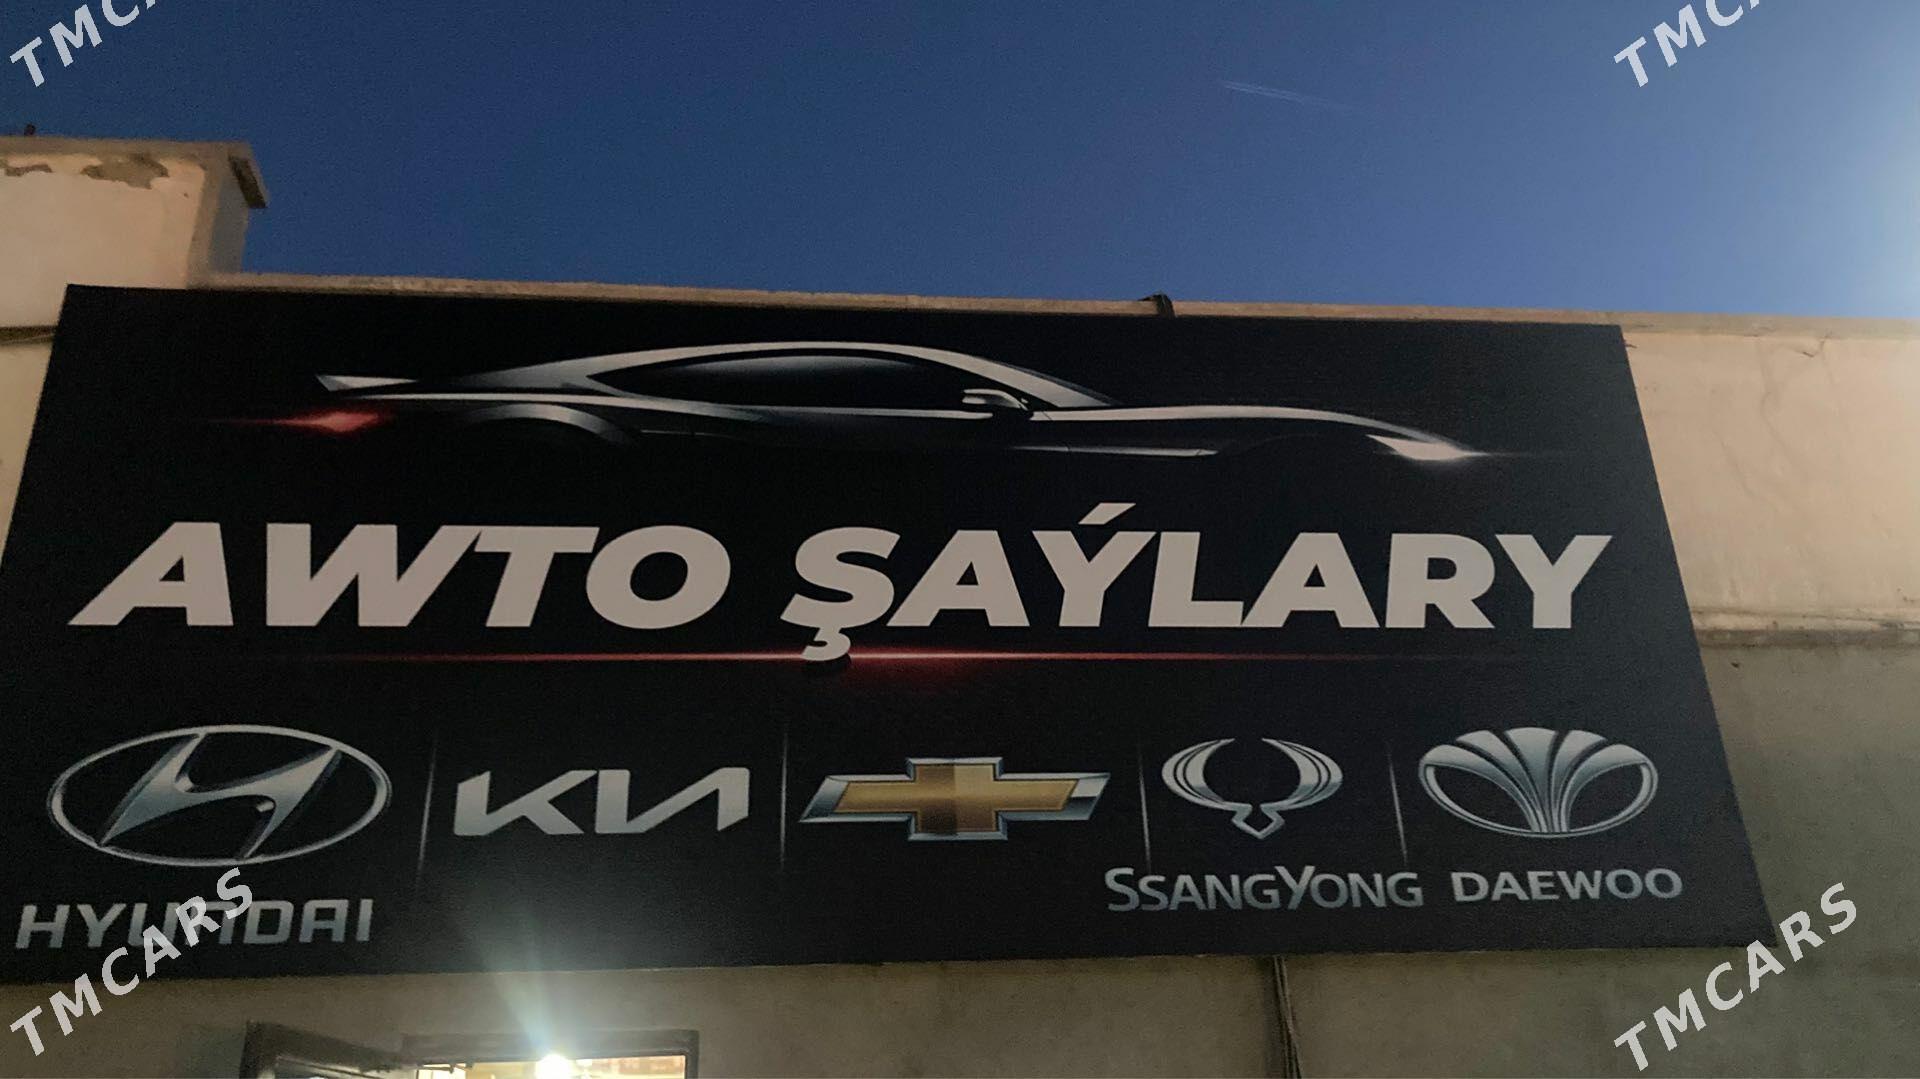 TMCARS
TMCARS
AWTO ŞAÝLARY
KIA
SSANGYONG DAEWOO
HYUNDAI
TMCARS
TMCARS